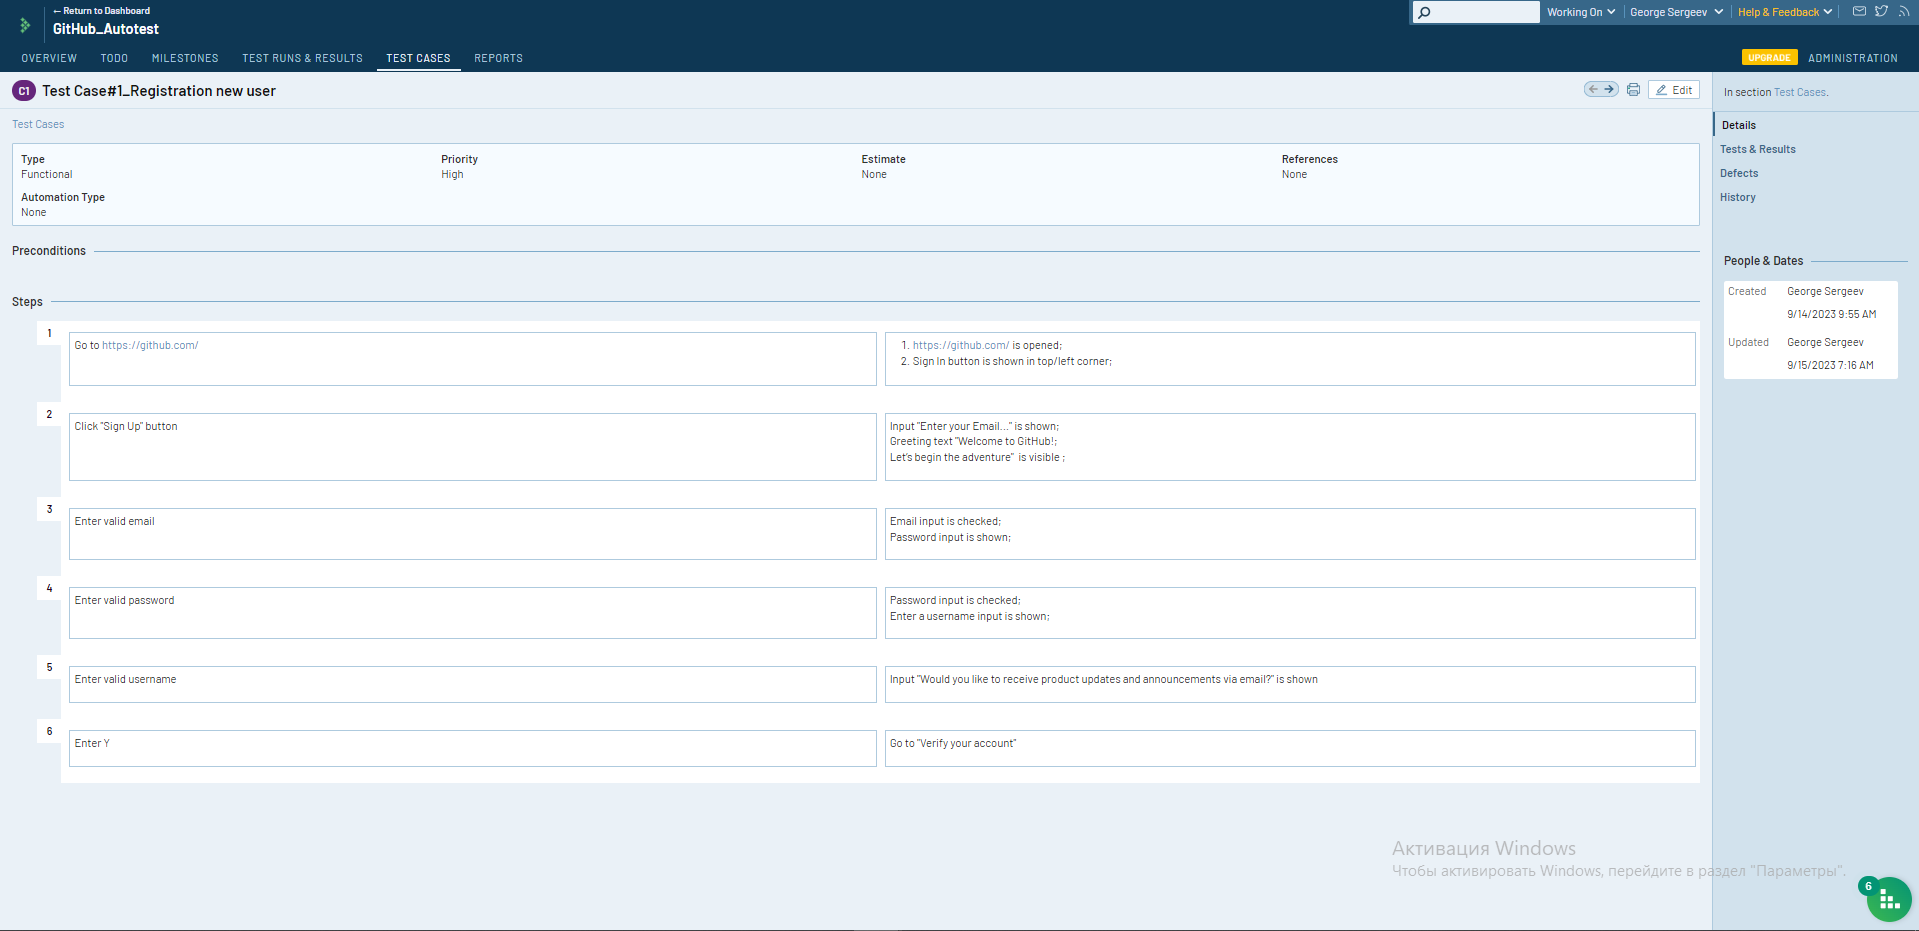 ← Return to Dashboard
GitHub_Autotest
Working On
George Sergeev
Help & Feedback
OVERVIEW TODO MILESTONES TEST RUNS & RESULTS TEST CASES REPORTS
UPGRADE
ADMINISTRATION
C1
Test Case#1_Registration new user
Edit
In section Test Cases.
Test Cases
Details
Tests & Results
Defects
History
Type
Functional
Priority
High
Estimate
None
References
None
Automation Type
None
Preconditions
People & Dates
Created George Sergeev
9/14/2023 9:55 AM
Updated George Sergeev
9/15/2023 7:16 AM
Steps
1
Go to https://github.com/
1. https://github.com/ is opened;
2. Sign In button is shown in top/left corner;
2
Click "Sign Up" button
Input "Enter your Email..." is shown;
Greeting text "Welcome to GitHub!;
Let's begin the adventure"  is visible ;
3
Enter valid email
Email input is checked;
Password input is shown;
4
Enter valid password
Password input is checked;
Enter a username input is shown;
5
Enter valid username
Input "Would you like to receive product updates and announcements via email?" is shown
6
Enter Y
Go to "Verify your account"
Активация Windows
Чтобы активировать Windows, перейдите в раздел "Параметры".
6